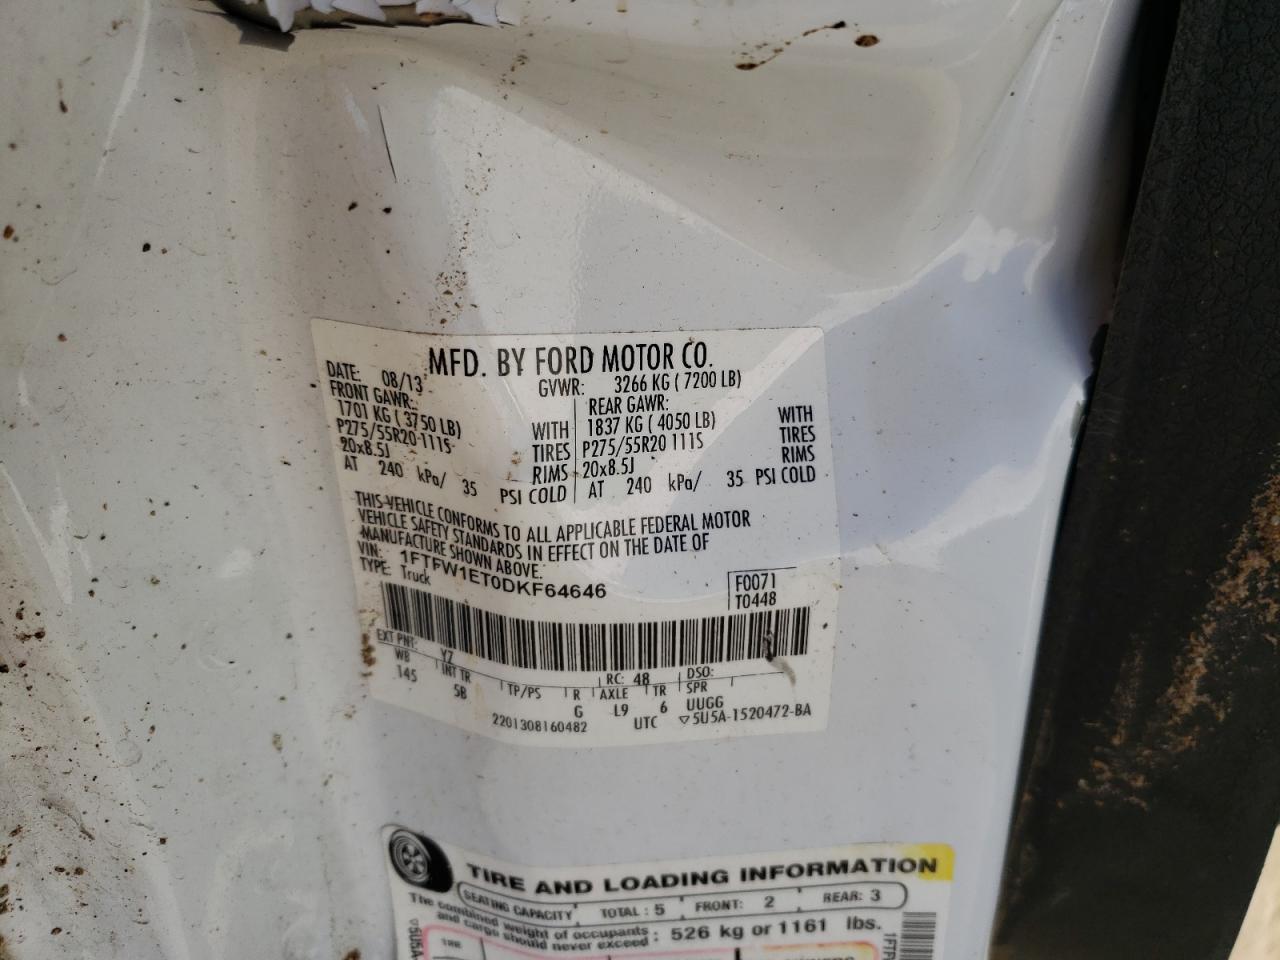 MFD. BY FORD MOTOR CO.
DATE: 08/13 GVWR: 3266 KG ( 7200 LB)
FRONT GAWR: REAR GAWR:
1701 KG ( 3750 LB) WITH 1837 KG ( 4050 LB) WITH
P275/55R20 111S TIRES P275/55R20 111S TIRES
20x8.5J RIMS 20x8.5J RIMS
AT 240 kPa/ 35 PSI COLD AT 240 kPa/ 35 PSI COLD
THIS VEHICLE CONFORMS TO ALL APPLICABLE FEDERAL MOTOR
VEHICLE SAFETY STANDARDS IN EFFECT ON THE DATE OF
MANUFACTURE SHOWN ABOVE.
VIN: 1FTFW1ET0DKF64646 F0071
TYPE: Truck T0448
EXT PNT: YZ RC: 48 DSO:
WB INT TR TP/PS R AXLE TR SPR
145 5B G L9 6 UUGG
2201308160482 UTC ▽5U5A-1520472-BA
TIRE AND LOADING INFORMATION
SEATING CAPACITY TOTAL : 5 FRONT: 2 REAR: 3
The combined weight of occupants
and cargo should never exceed : 526 kg or 1161 lbs.